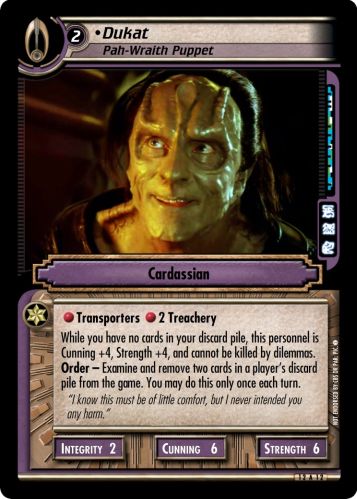 2
•Dukat
Pah-Wraith Puppet
Cardassian
Transporters 2 Treachery
While you have no cards in your discard pile, this personnel is
Cunning +4, Strength +4, and cannot be killed by dilemmas.
Order – Examine and remove two cards in a player's discard
pile from the game. You may do this only once each turn.
"I know this must be of little comfort, but I never intended you
any harm."
INTEGRITY 2 CUNNING 6 STRENGTH 6
12 A 12